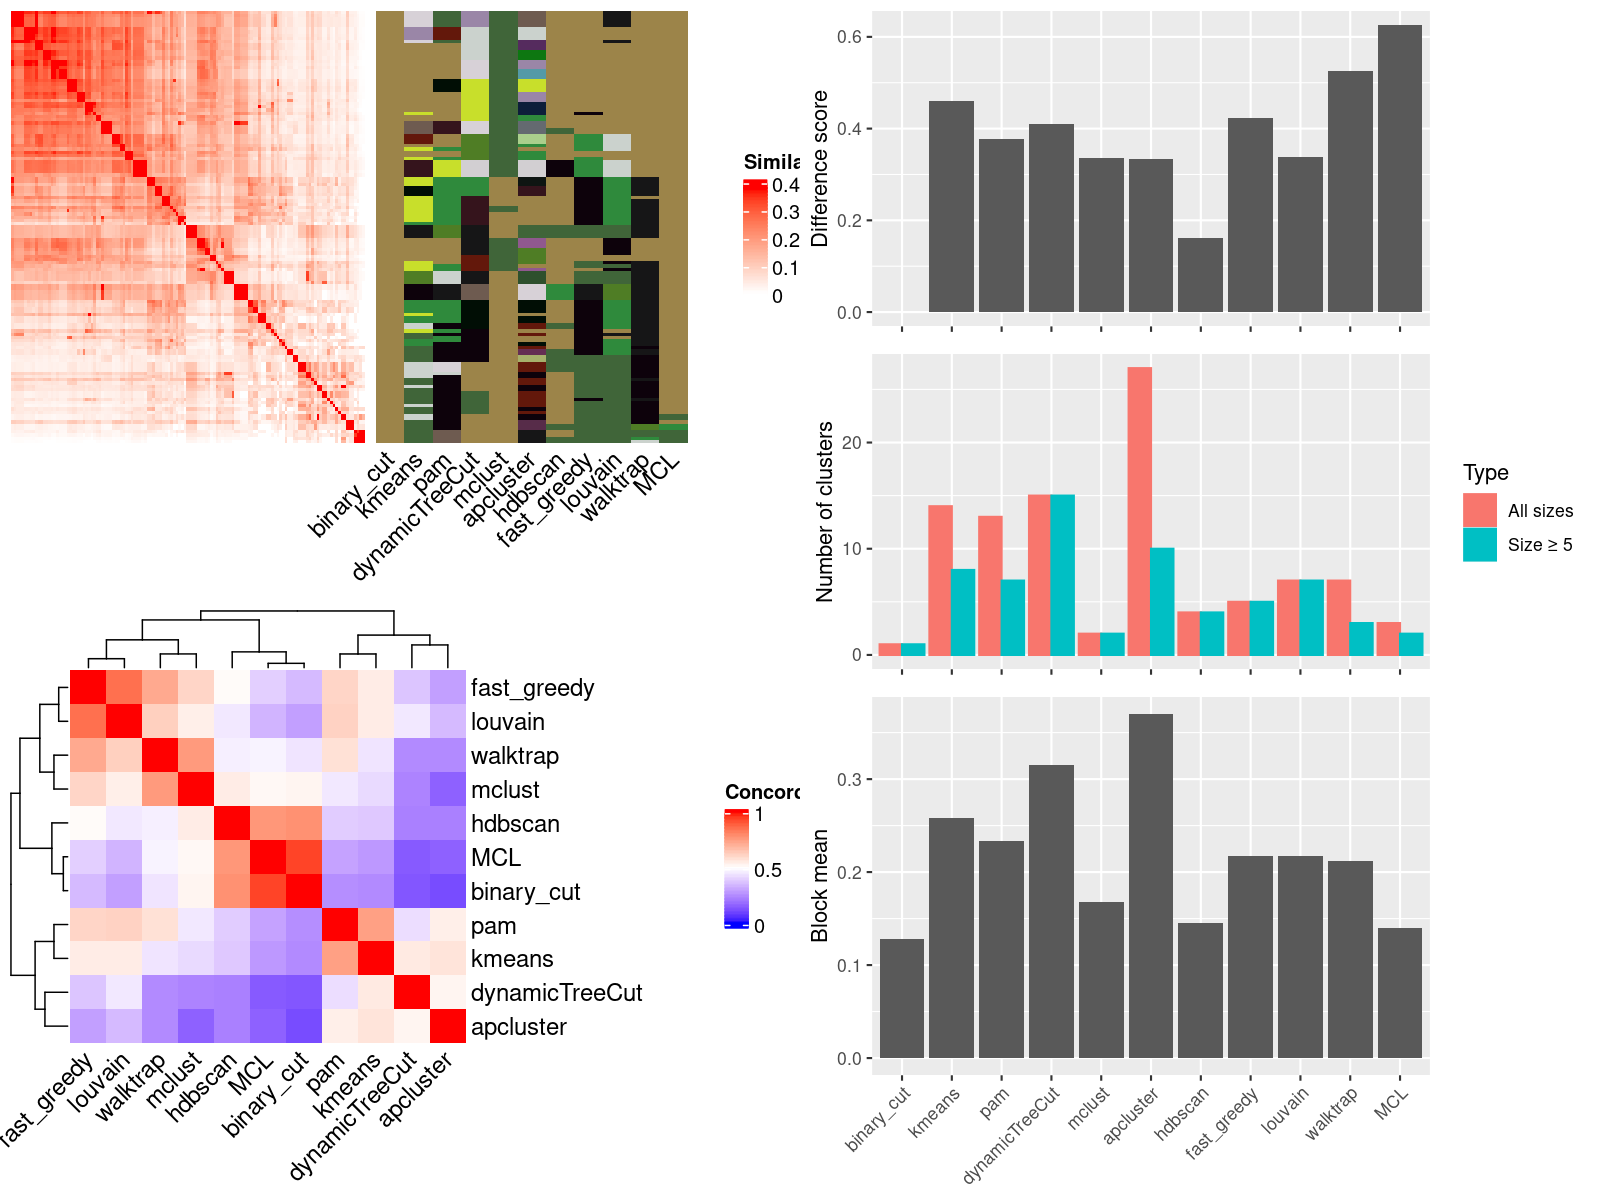 Simila
0.4
0.3
0.2
0.1
0
binary_cut
kmeans
pam
dynamicTreeCut
mclust
apcluster
hdbscan
fast_greedy
louvain
walktrap
MCL
Difference score
0.6
0.4
0.2
0.0
Number of clusters
20
10
0
Type
All sizes
Size ≥ 5
fast_greedy
louvain
walktrap
mclust
hdbscan
MCL
binary_cut
pam
kmeans
dynamicTreeCut
apcluster
fast_greedy
louvain
walktrap
mclust
hdbscan
MCL
binary_cut
pam
kmeans
dynamicTreeCut
apcluster
Concord
1
0.5
0
Block mean
0.3
0.2
0.1
0.0
binary_cut
kmeans
pam
dynamicTreeCut
mclust
apcluster
hdbscan
fast_greedy
louvain
walktrap
MCL